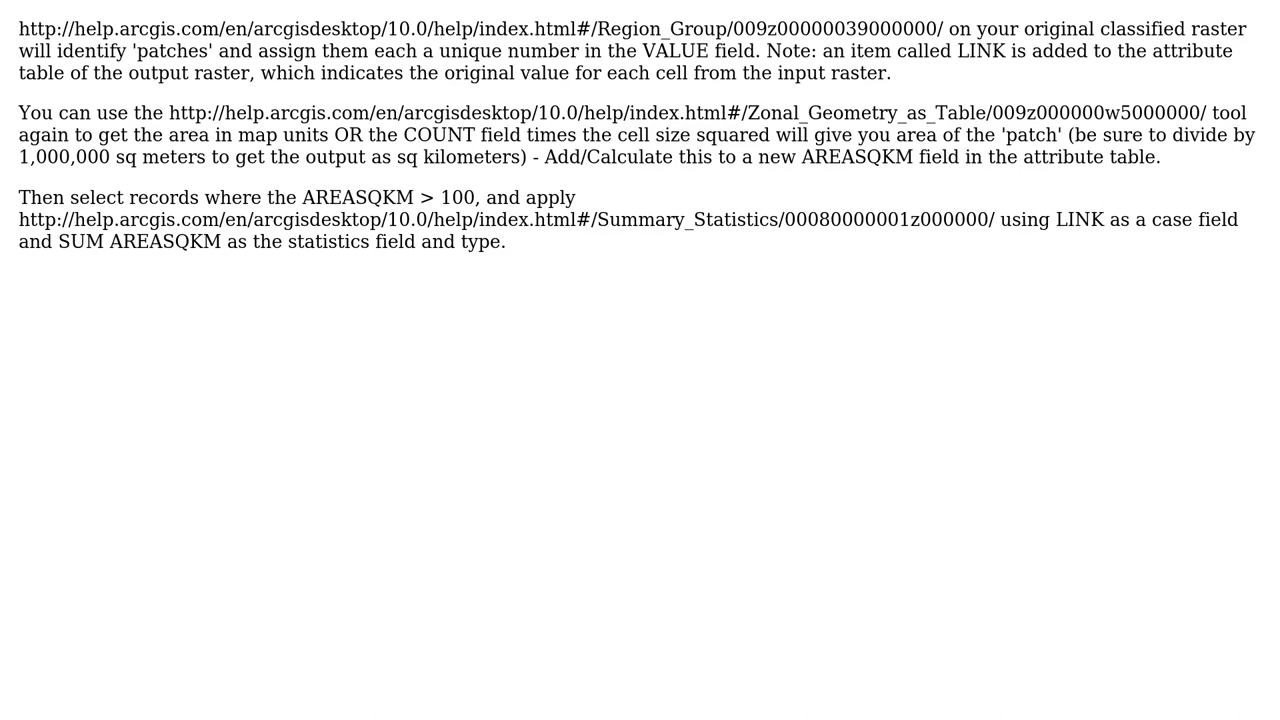 http://help.arcgis.com/en/arcgisdesktop/10.0/help/index.html#/Region_Group/009z00000039000000/ on your original classified raster
will identify 'patches' and assign them each a unique number in the VALUE field. Note: an item called LINK is added to the attribute
table of the output raster, which indicates the original value for each cell from the input raster.
You can use the http://help.arcgis.com/en/arcgisdesktop/10.0/help/index.html#/Zonal_Geometry_as_Table/009z000000w5000000/ tool
again to get the area in map units OR the COUNT field times the cell size squared will give you area of the 'patch' (be sure to divide by
1,000,000 sq meters to get the output as sq kilometers) - Add/Calculate this to a new AREASQKM field in the attribute table.
Then select records where the AREASQKM > 100, and apply
http://help.arcgis.com/en/arcgisdesktop/10.0/help/index.html#/Summary_Statistics/00080000001z000000/ using LINK as a case field
and SUM AREASQKM as the statistics field and type.